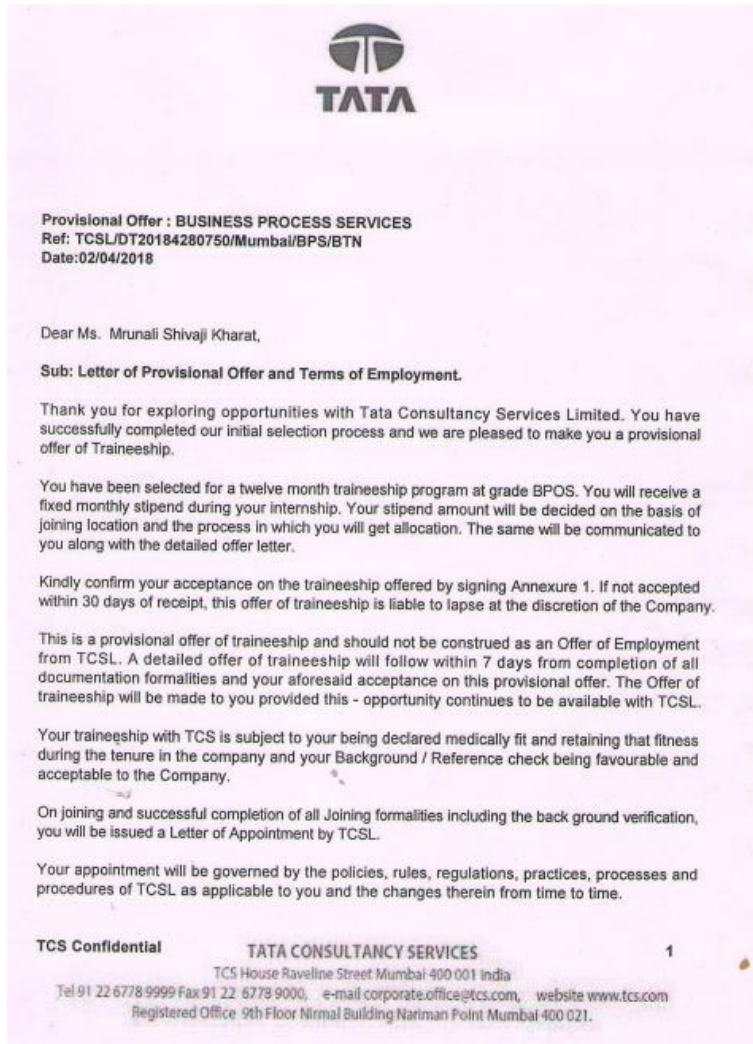 TATA
Provisional Offer : BUSINESS PROCESS SERVICES
Ref: TCSL/DT20184280750/Mumbai/BPS/BTN
Date:02/04/2018
Dear Ms. Mrunali Shivaji Kharat,
Sub: Letter of Provisional Offer and Terms of Employment.
Thank you for exploring opportunities with Tata Consultancy Services Limited. You have
successfully completed our initial selection process and we are pleased to make you a provisional
offer of Traineeship.
You have been selected for a twelve month traineeship program at grade BPOS. You will receive a
fixed monthly stipend during your internship. Your stipend amount will be decided on the basis of
joining location and the process in which you will get allocation. The same will be communicated to
you along with the detailed offer letter.
Kindly confirm your acceptance on the traineeship offered by signing Annexure 1. If not accepted
within 30 days of receipt, this offer of traineeship is liable to lapse at the discretion of the Company.
This is a provisional offer of traineeship and should not be construed as an Offer of Employment
from TCSL. A detailed offer of traineeship will follow within 7 days from completion of all
documentation formalities and your aforesaid acceptance on this provisional offer. The Offer of
traineeship will be made to you provided this - opportunity continues to be available with TCSL.
Your traineeship with TCS is subject to your being declared medically fit and retaining that fitness
during the tenure in the company and your Background / Reference check being favourable and
acceptable to the Company.
On joining and successful completion of all Joining formalities including the back ground verification,
you will be issued a Letter of Appointment by TCSL.
Your appointment will be governed by the policies, rules, regulations, practices, processes and
procedures of TCSL as applicable to you and the changes therein from time to time.
TCS Confidential TATA CONSULTANCY SERVICES 1
TCS House Raveline Street Mumbai 400 001 India
Tel 91 22 6778 9999 Fax 91 22 6778 9000, e-mail corporate.office@tcs.com, website www.tcs.com
Registered Office 9th Floor Nirmal Building Nariman Point Mumbai 400 021.